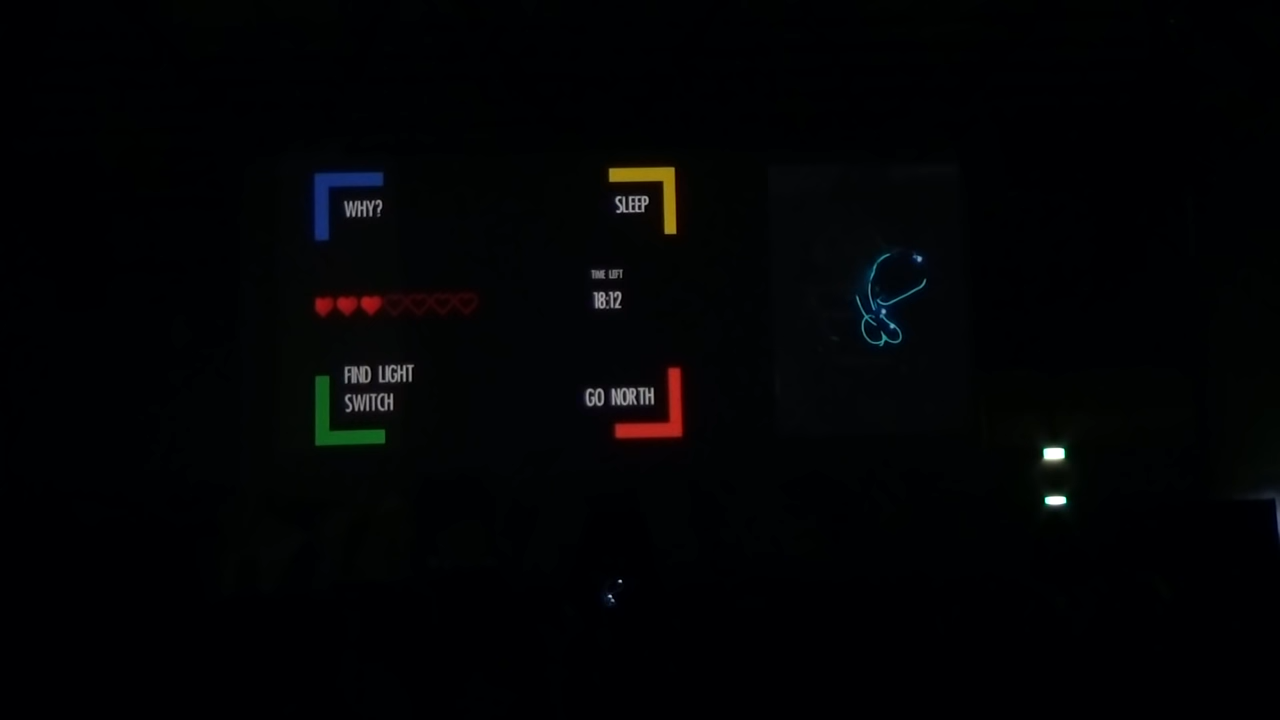 WHY?
SLEEP
TIME LEFT
18:12
FIND LIGHT
SWITCH
GO NORTH